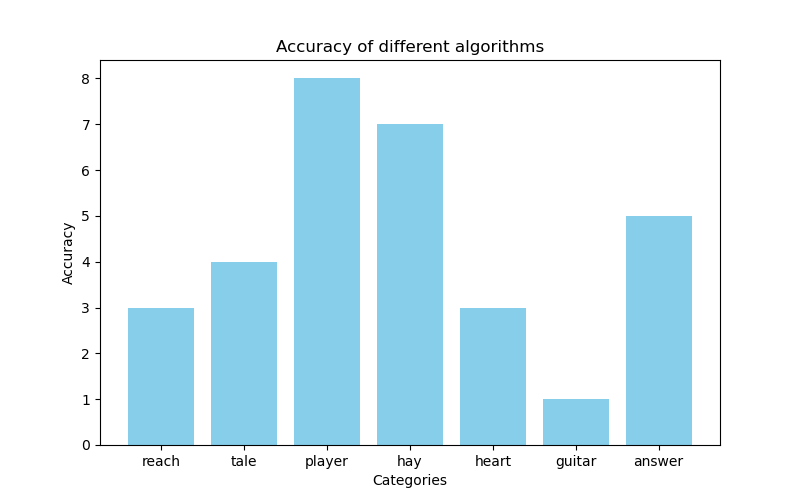 Accuracy of different algorithms
8
7
6
5
4
3
2
1
0
Accuracy
reach tale player hay heart guitar answer
Categories